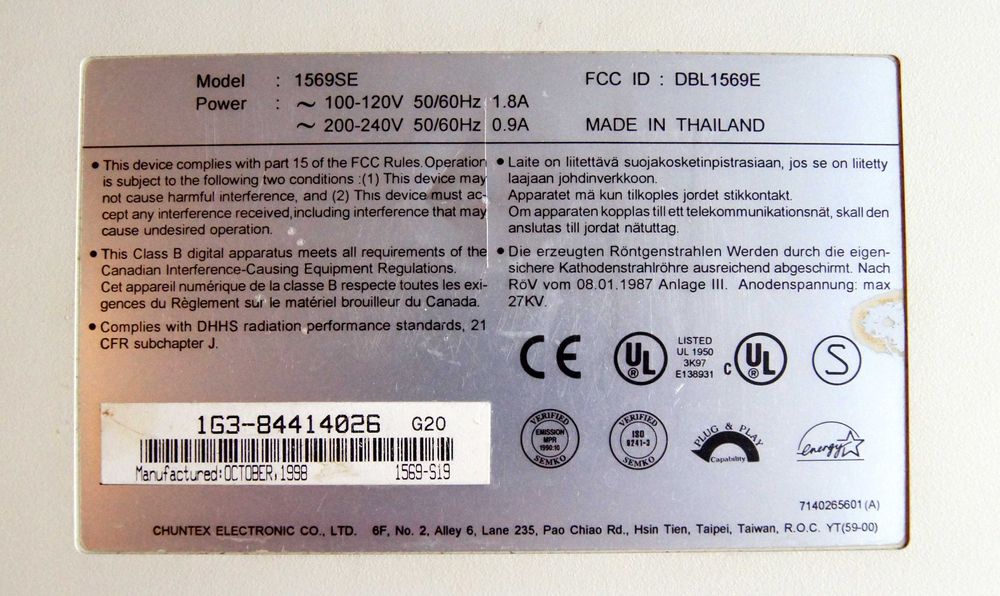 Model : 1569SE
Power : ~ 100-120V 50/60Hz 1.8A
~ 200-240V 50/60Hz 0.9A
FCC ID : DBL1569E
MADE IN THAILAND
• This device complies with part 15 of the FCC Rules. Operation
is subject to the following two conditions :(1) This device may
not cause harmful interference, and (2) This device must ac-
cept any interference received, including interference that may
cause undesired operation.
• This Class B digital apparatus meets all requirements of the
Canadian Interference-Causing Equipment Regulations.
Cet appareil numérique de la classe B respecte toutes les exi-
gences du Règlement sur le matériel brouilleur du Canada.
• Complies with DHHS radiation performance standards, 21
CFR subchapter J.
• Laite on liitettävä suojakosketinpistrasiaan, jos se on liitetty
laajaan johdinverkkoon.
Apparatet må kun tilkoples jordet stikkontakt.
Om apparaten kopplas till ett telekommunikationsnät, skall den
anslutas till jordat nätuttag.
• Die erzeugten Röntgenstrahlen Werden durch die eigen-
sichere Kathodenstrahlröhre ausreichend abgeschirmt. Nach
RöV vom 08.01.1987 Anlage III. Anodenspannung: max
27KV.
CE
UL ®
LISTED
UL 1950
3K97
E138931
C UL ®
S
VERIFIED
EMISSION
MPR
1990:10
SEMKO
VERIFIED
ISO
9241-3
SEMKO
PLUG & PLAY
Capability
energy
1G3-84414026 G20
Manufactured:OCTOBER,1998 1569-Si9
7140265601 (A)
CHUNTEX ELECTRONIC CO., LTD. 6F, No. 2, Alley 6, Lane 235, Pao Chiao Rd., Hsin Tien, Taipei, Taiwan, R.O.C. YT(59-00)